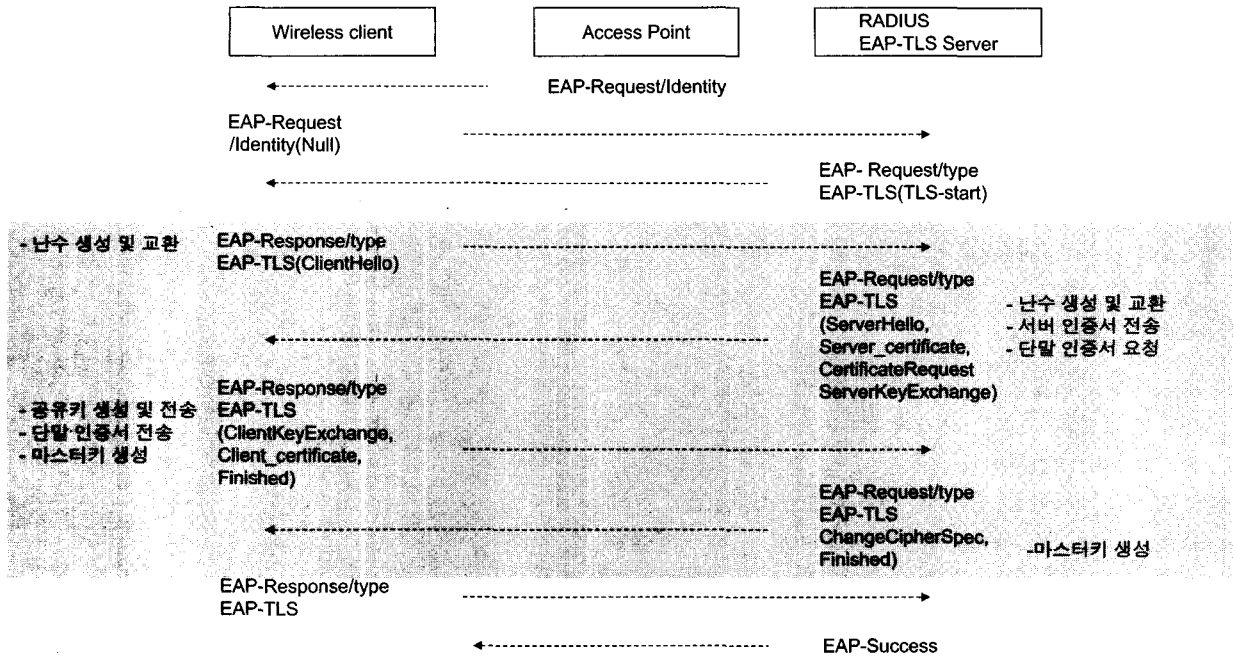 Wireless client
Access Point
RADIUS
EAP-TLS Server
EAP-Request/Identity
EAP-Request
/Identity(Null)
EAP- Request/type
EAP-TLS(TLS-start)
- 난수 생성 및 교환
EAP-Response/type
EAP-TLS(ClientHello)
EAP-Request/type
EAP-TLS
(ServerHello,
Server_certificate,
CertificateRequest
ServerKeyExchange)
- 난수 생성 및 교환
- 서버 인증서 전송
- 단말 인증서 요청
- 공유키 생성 및 전송
- 단말 인증서 전송
- 마스터키 생성
EAP-Response/type
EAP-TLS
(ClientKeyExchange,
Client_certificate,
Finished)
EAP-Request/type
EAP-TLS
ChangeCipherSpec,
Finished)
-마스터키 생성
EAP-Response/type
EAP-TLS
EAP-Success